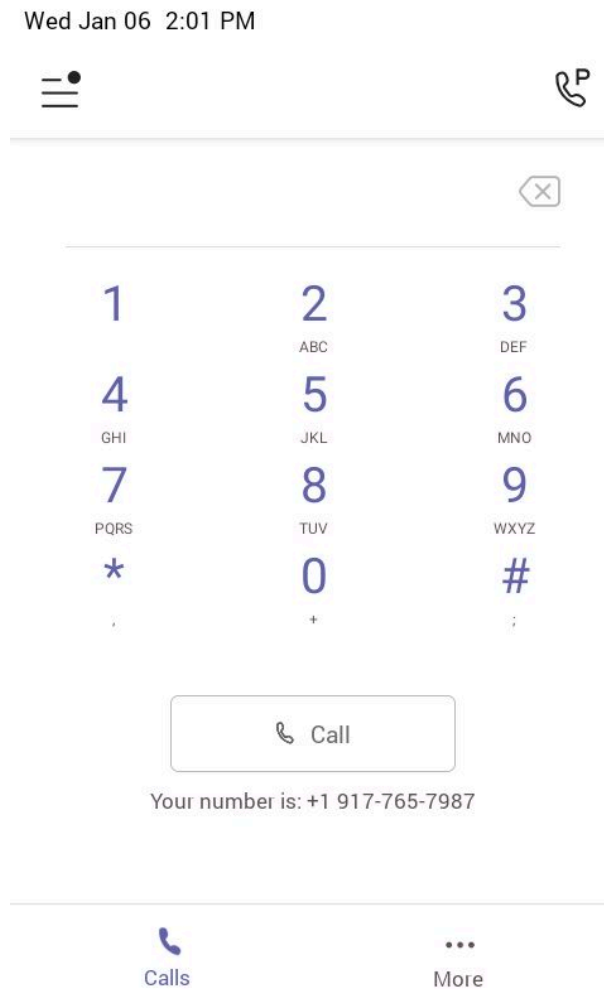 Wed Jan 06 2:01 PM
P
1 2 3
ABC DEF
4 5 6
GHI JKL MNO
7 8 9
PQRS TUV WXYZ
* 0 #
, + ;
Call
Your number is: +1 917-765-7987
Calls More